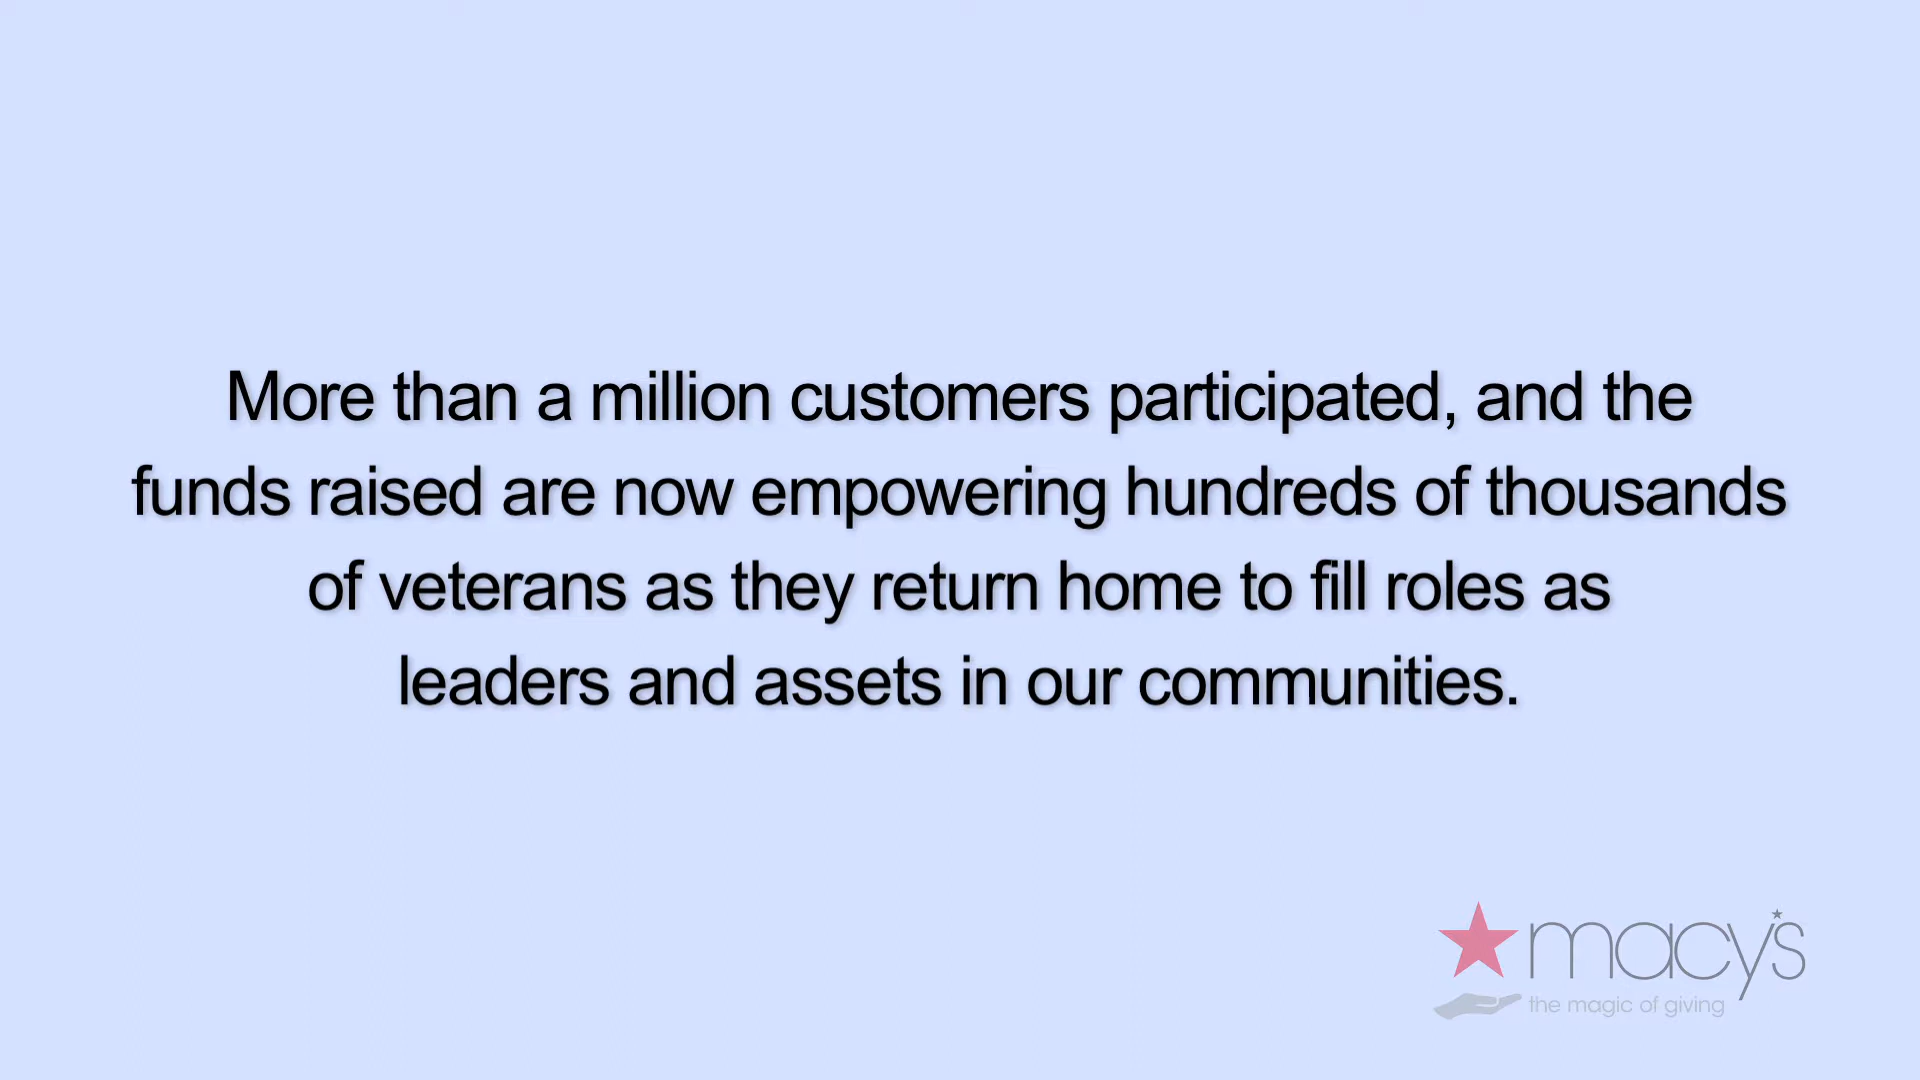 More than a million customers participated, and the
funds raised are now empowering hundreds of thousands
of veterans as they return home to fill roles as
leaders and assets in our communities.
macy's
the magic of giving